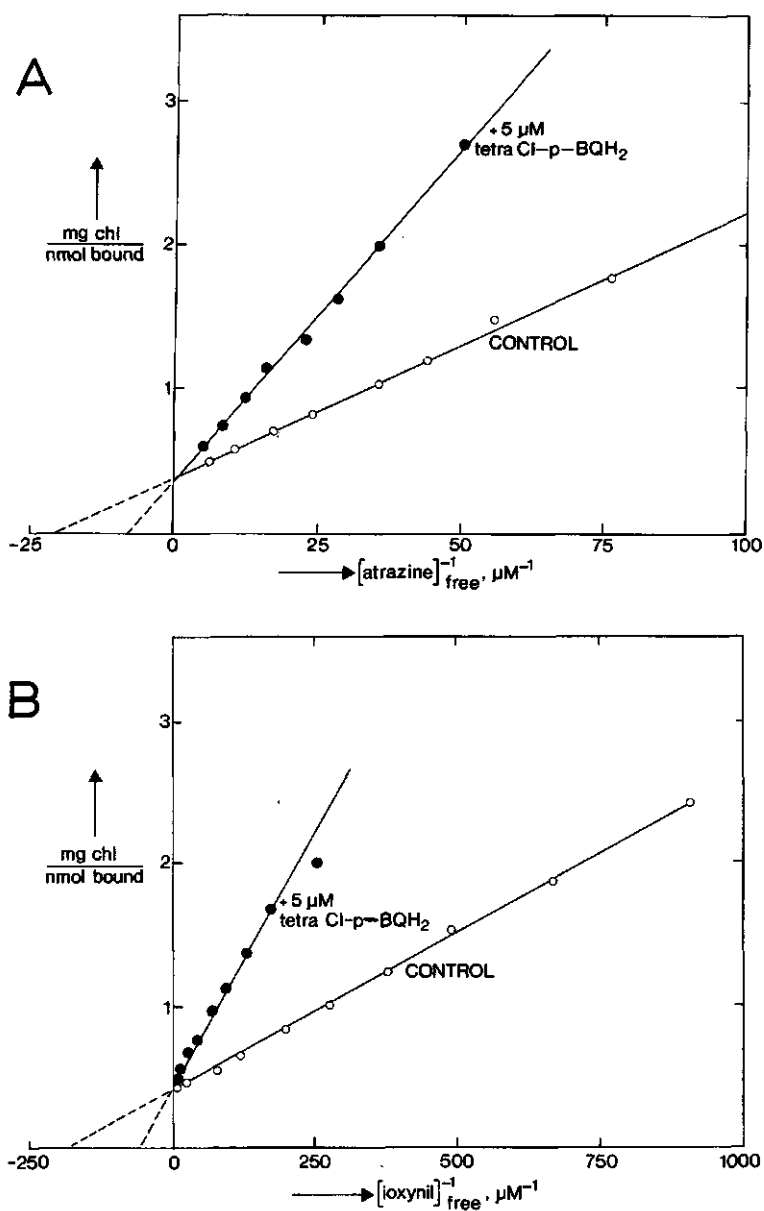 A
3
2
1
mg chl
nmol bound
+5 µM
tetra Cl-p-BQH₂
CONTROL
-25 0 25 50 75 100
[atrazine]⁻¹free, µM⁻¹
B
3
2
1
mg chl
nmol bound
+5 µM
tetra Cl-p-BQH₂
CONTROL
-250 0 250 500 750 1000
[ioxynil]⁻¹free, µM⁻¹